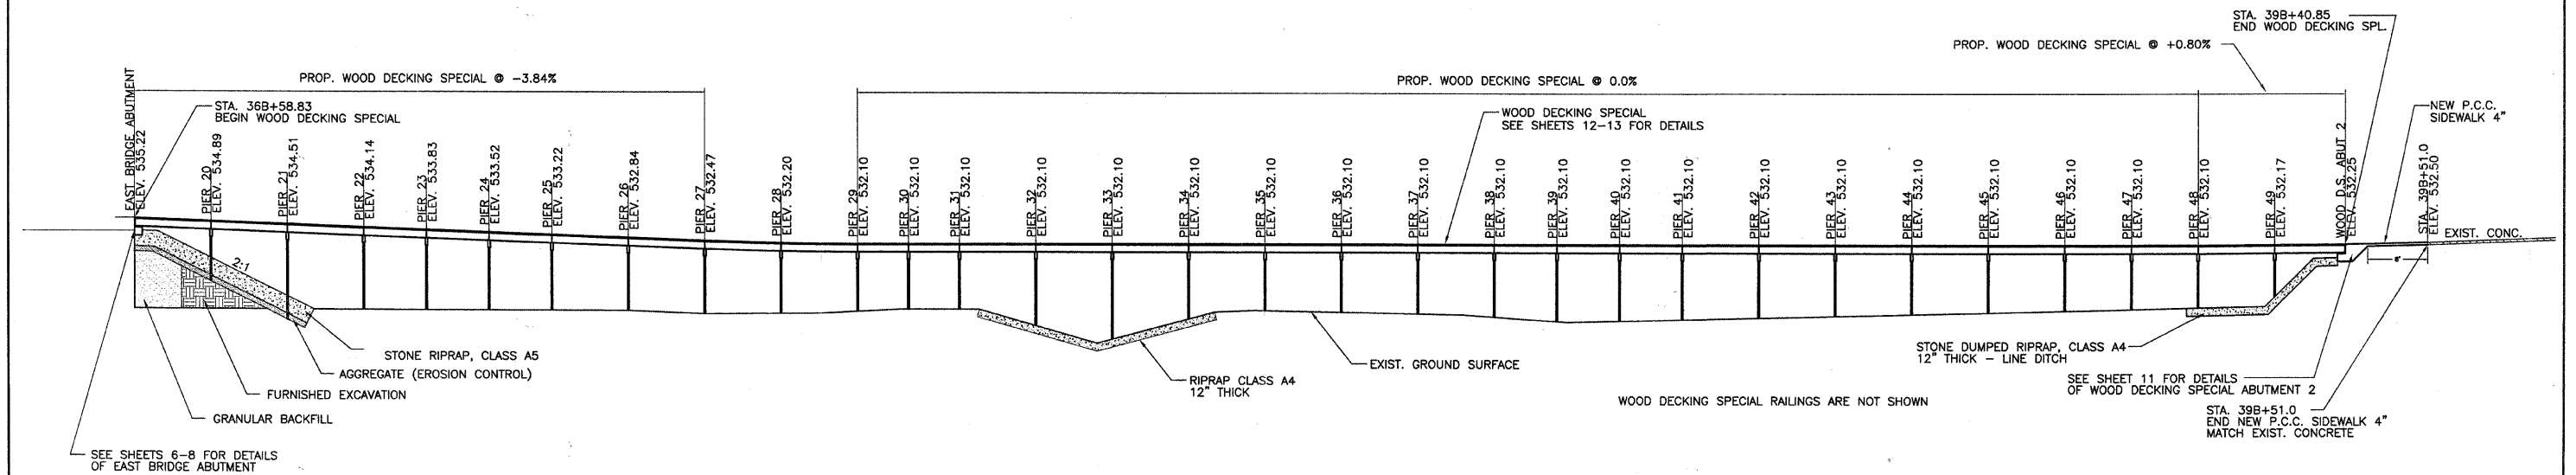 STA. 39B+40.85
END WOOD DECKING SPL.
PROP. WOOD DECKING SPECIAL @ +0.80%
PROP. WOOD DECKING SPECIAL @ -3.84%
PROP. WOOD DECKING SPECIAL @ 0.0%
STA. 36B+58.83
BEGIN WOOD DECKING SPECIAL
WOOD DECKING SPECIAL
SEE SHEETS 12-13 FOR DETAILS
NEW P.C.C.
SIDEWALK 4"
EAST BRIDGE ABUTMENT
ELEV. 535.22
PIER 20
ELEV. 534.89
PIER 21
ELEV. 534.51
PIER 22
ELEV. 534.14
PIER 23
ELEV. 533.83
PIER 24
ELEV. 533.52
PIER 25
ELEV. 533.22
PIER 26
ELEV. 532.84
PIER 27
ELEV. 532.47
PIER 28
ELEV. 532.20
PIER 29
ELEV. 532.10
PIER 30
ELEV. 532.10
PIER 31
ELEV. 532.10
PIER 32
ELEV. 532.10
PIER 33
ELEV. 532.10
PIER 34
ELEV. 532.10
PIER 35
ELEV. 532.10
PIER 36
ELEV. 532.10
PIER 37
ELEV. 532.10
PIER 38
ELEV. 532.10
PIER 39
ELEV. 532.10
PIER 40
ELEV. 532.10
PIER 41
ELEV. 532.10
PIER 42
ELEV. 532.10
PIER 43
ELEV. 532.10
PIER 44
ELEV. 532.10
PIER 45
ELEV. 532.10
PIER 46
ELEV. 532.10
PIER 47
ELEV. 532.10
PIER 48
ELEV. 532.10
PIER 49
ELEV. 532.17
WOOD D.S. ABUT 2
ELEV. 532.25
STA. 39B+51.0
ELEV. 532.50
EXIST. CONC.
2:1
STONE RIPRAP, CLASS A5
AGGREGATE (EROSION CONTROL)
FURNISHED EXCAVATION
GRANULAR BACKFILL
SEE SHEETS 6-8 FOR DETAILS
OF EAST BRIDGE ABUTMENT
RIPRAP CLASS A4
12" THICK
EXIST. GROUND SURFACE
WOOD DECKING SPECIAL RAILINGS ARE NOT SHOWN
STONE DUMPED RIPRAP, CLASS A4
12" THICK - LINE DITCH
SEE SHEET 11 FOR DETAILS
OF WOOD DECKING SPECIAL ABUTMENT 2
STA. 39B+51.0
END NEW P.C.C. SIDEWALK 4"
MATCH EXIST. CONCRETE